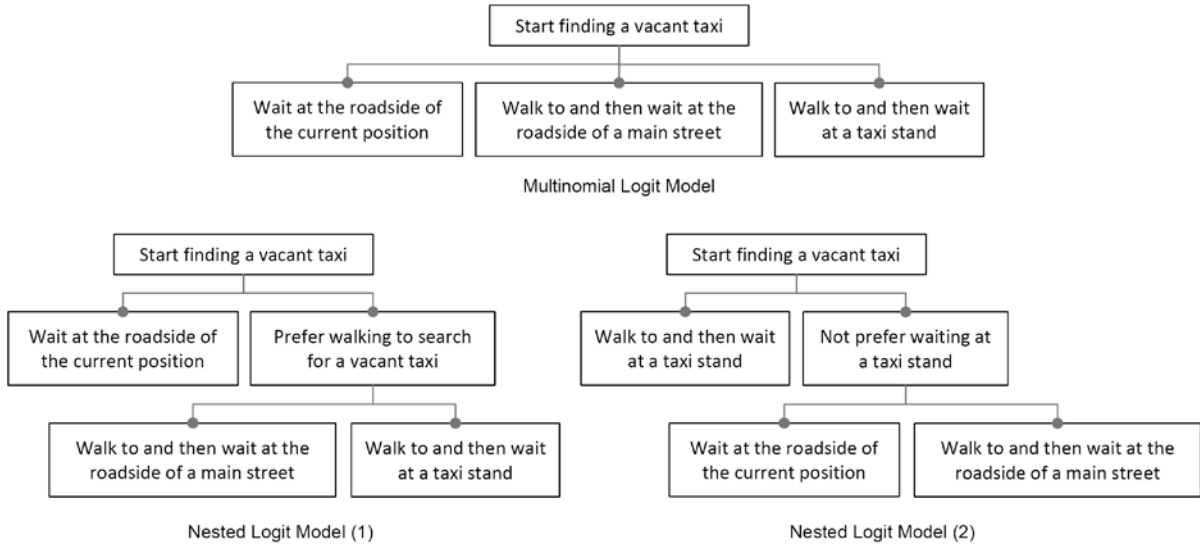 Start finding a vacant taxi
Wait at the roadside of
the current position
Walk to and then wait at the
roadside of a main street
Walk to and then wait
at a taxi stand
Multinomial Logit Model
Start finding a vacant taxi
Wait at the roadside of
the current position
Prefer walking to search
for a vacant taxi
Walk to and then wait at the
roadside of a main street
Walk to and then wait
at a taxi stand
Nested Logit Model (1)
Start finding a vacant taxi
Walk to and then wait
at a taxi stand
Not prefer waiting at
a taxi stand
Wait at the roadside of
the current position
Walk to and then wait at the
roadside of a main street
Nested Logit Model (2)